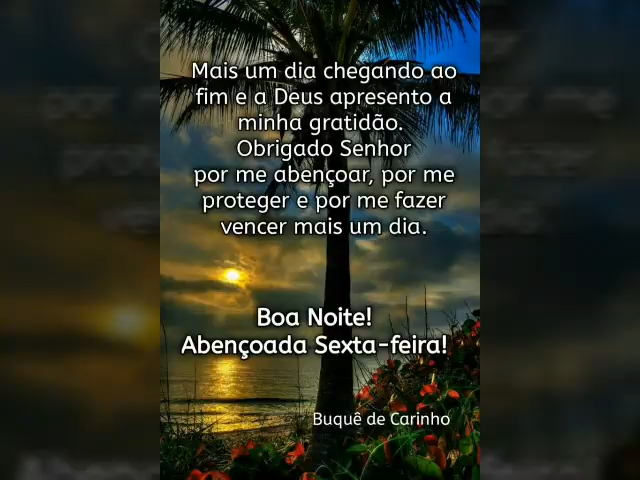 Mais um dia chegando ao
fim e a Deus apresento a
minha gratidão.
Obrigado Senhor
por me abençoar, por me
proteger e por me fazer
vencer mais um dia.
Boa Noite!
Abençoada Sexta-feira!
Buquê de Carinho